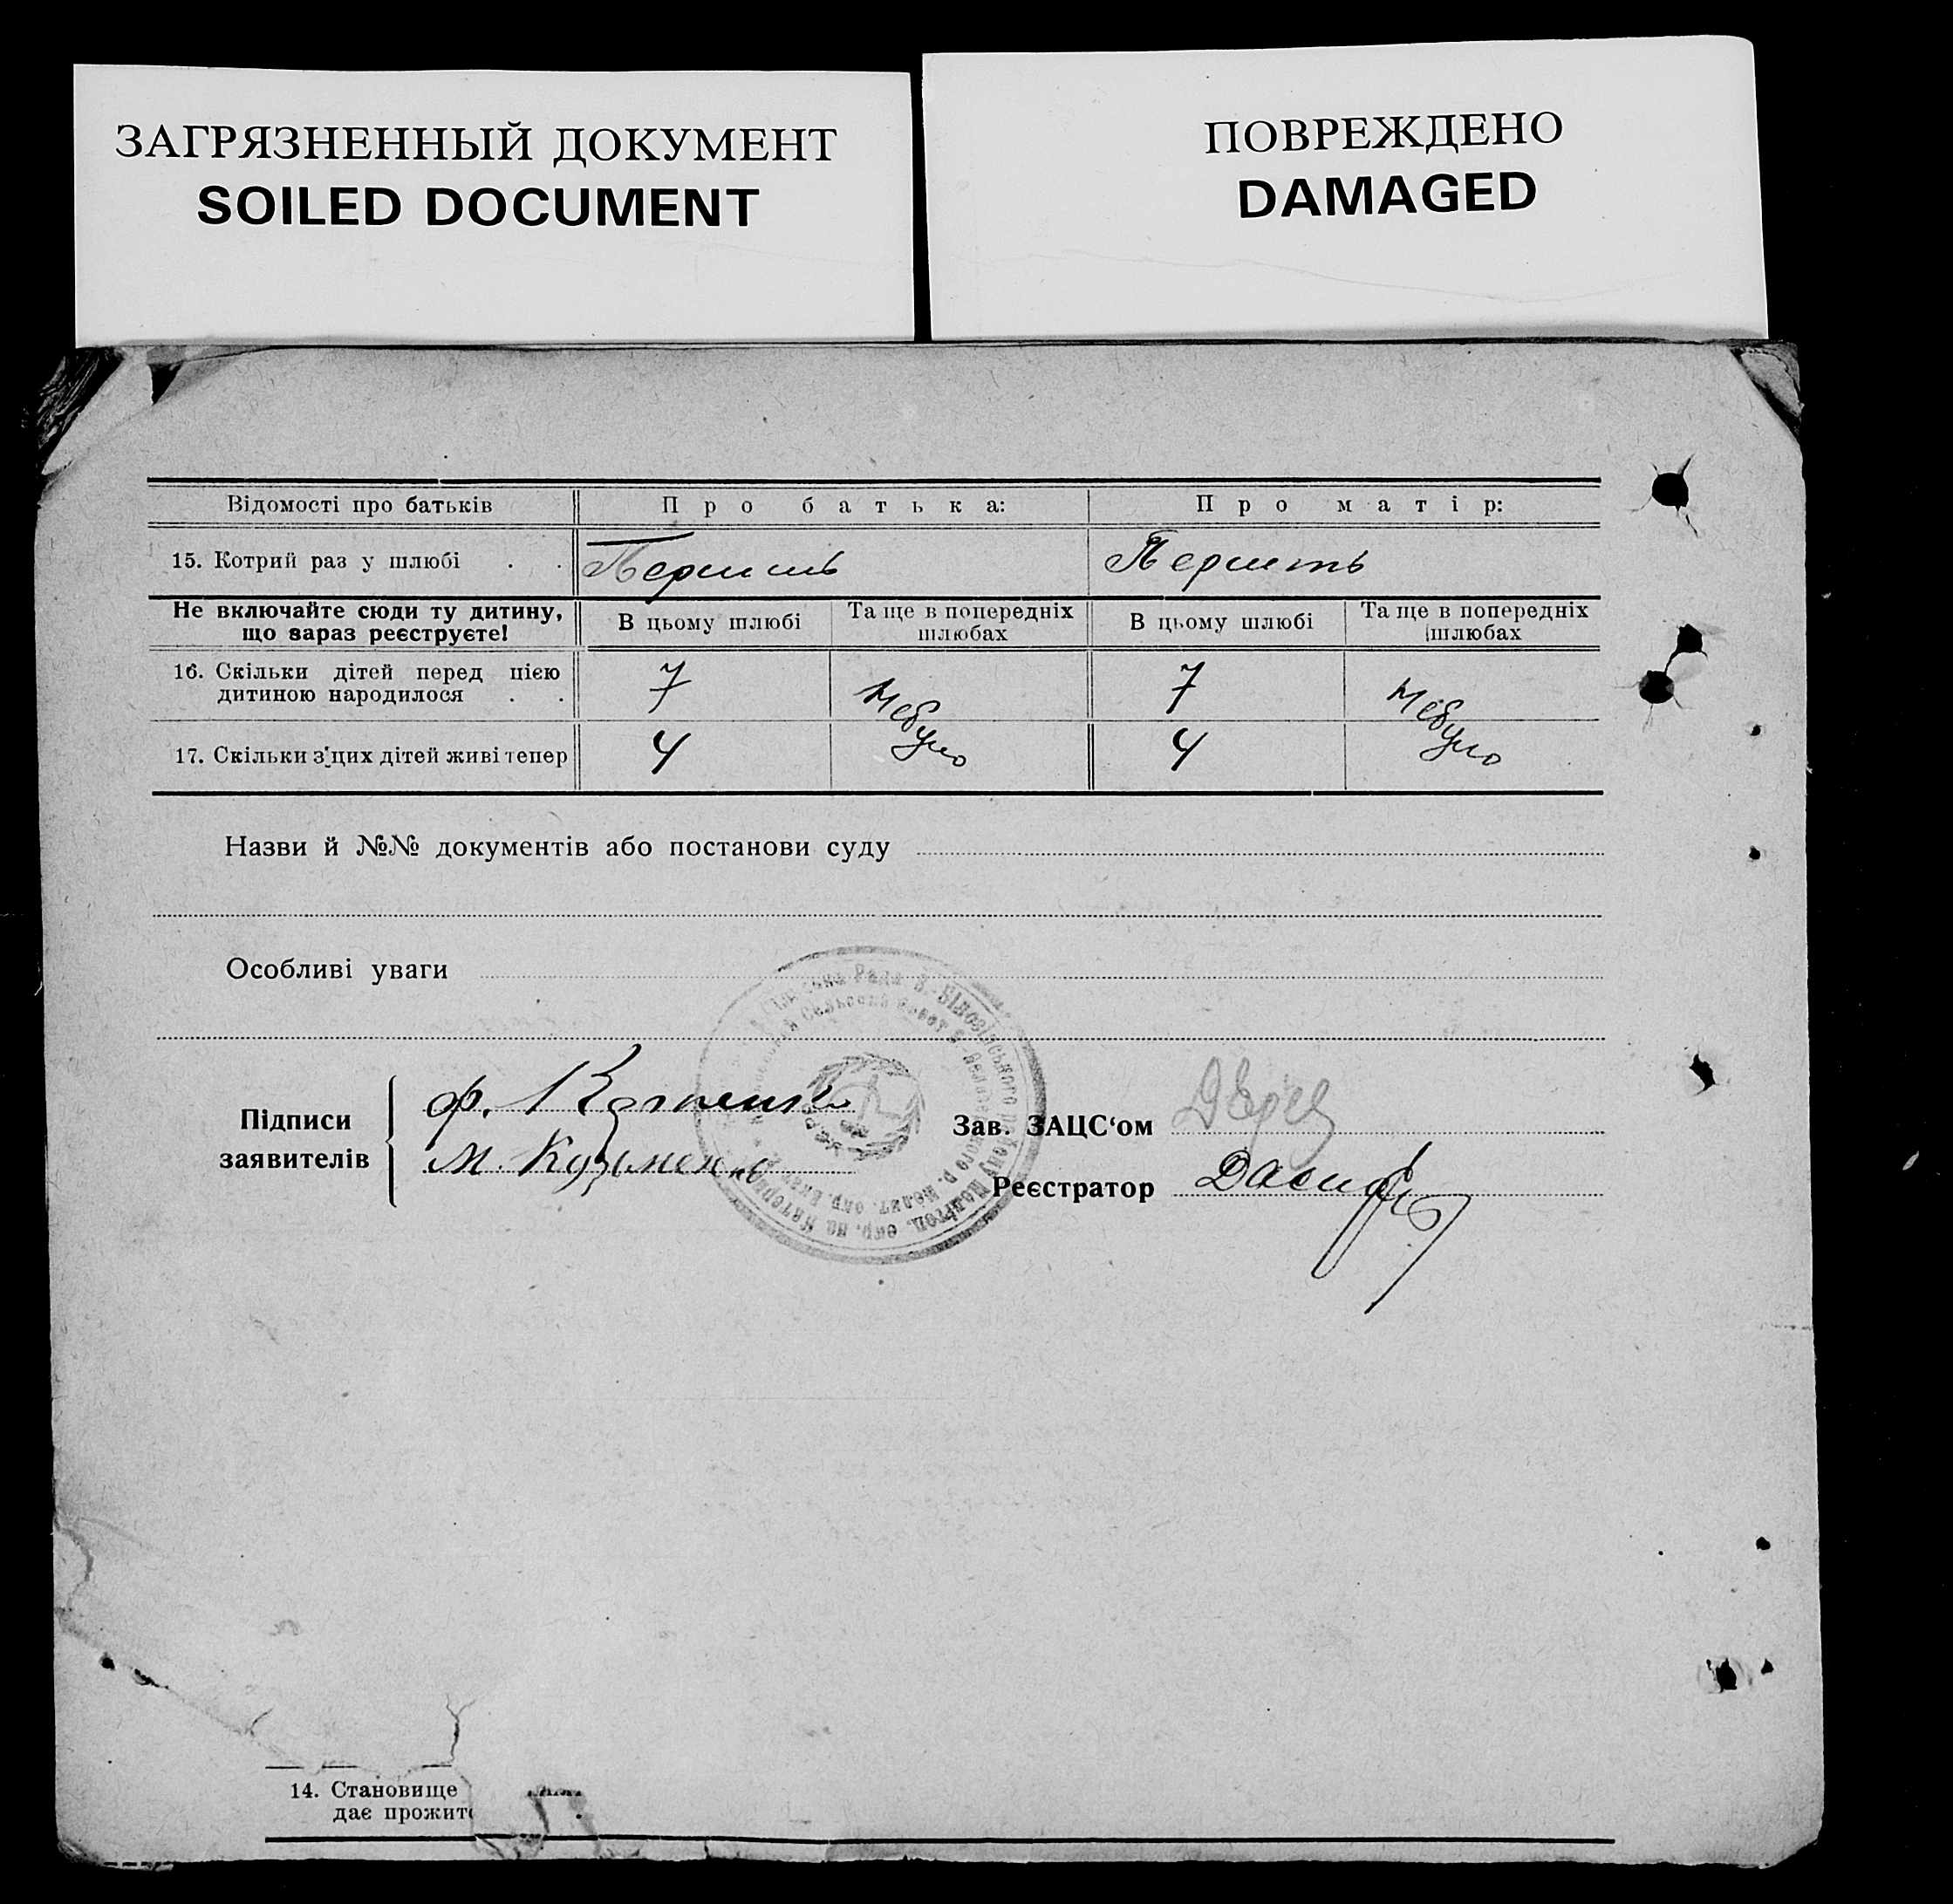 ЗАГРЯЗНЕННЫЙ ДОКУМЕНТ
SOILED DOCUMENT
ПОВРЕЖДЕНО
DAMAGED
Відомості про батьків Про батька: Про матір:
15. Котрий раз у шлюбі . .
Не включайте сюди ту дитину, що зараз реєструєте!
В цьому шлюбі Та ще в попередніх шлюбах В цьому шлюбі Та ще в попередніх шлюбах
16. Скільки дітей перед цією
дитиною народилося . . 7 Небуло 7 Небуло
17. Скільки з'цих дітей живі тепер 4 4
Назви й №№ документів або постанови суду
Особливі уваги
Підписи
заявителів
ф.
М. Кузьменко
Зав. ЗАЦС‘ом
Реєстратор
14. Становище
дає прожит